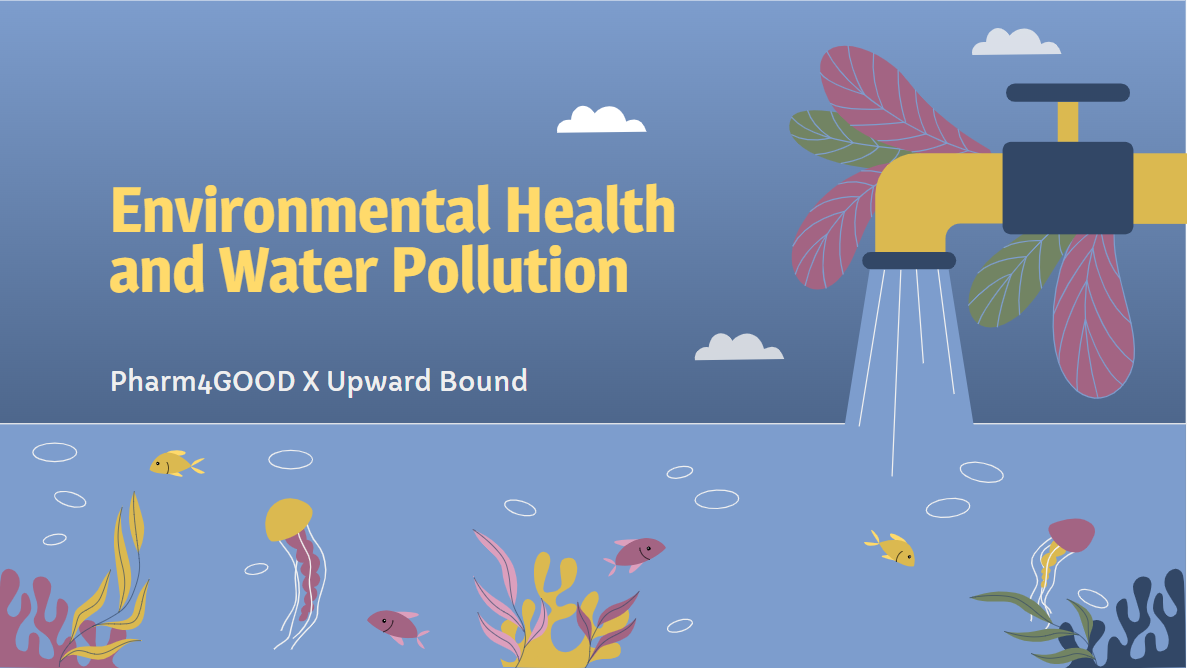 Environmental Health
and Water Pollution
Pharm4GOOD X Upward Bound